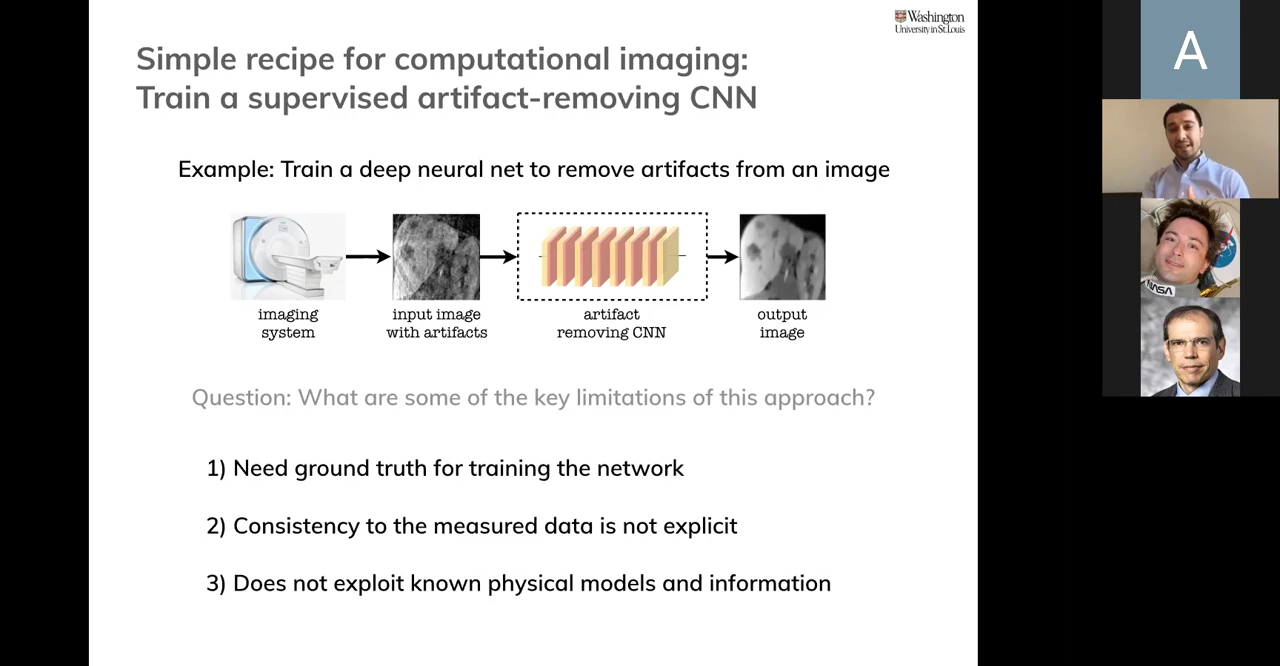 Washington
University in St. Louis
Simple recipe for computational imaging:
Train a supervised artifact-removing CNN
Example: Train a deep neural net to remove artifacts from an image
imaging
system
input image
with artifacts
artifact
removing CNN
output
image
Question: What are some of the key limitations of this approach?
1) Need ground truth for training the network
2) Consistency to the measured data is not explicit
3) Does not exploit known physical models and information
A
NASA